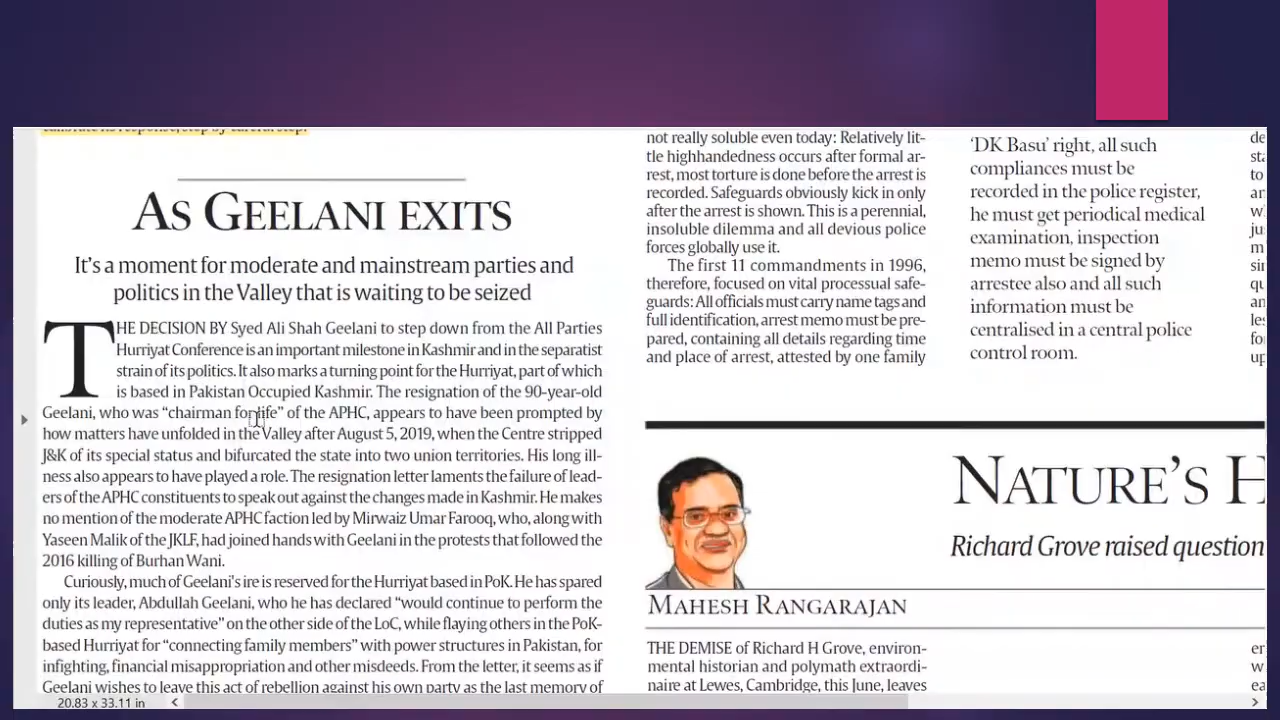 calibrate its response, step by careful step.
AS GEELANI EXITS
It's a moment for moderate and mainstream parties and
politics in the Valley that is waiting to be seized
THE DECISION BY Syed Ali Shah Geelani to step down from the All Parties
Hurriyat Conference is an important milestone in Kashmir and in the separatist
strain of its politics. It also marks a turning point for the Hurriyat, part of which
is based in Pakistan Occupied Kashmir. The resignation of the 90-year-old
Geelani, who was “chairman for life” of the APHC, appears to have been prompted by
how matters have unfolded in the Valley after August 5, 2019, when the Centre stripped
J&K of its special status and bifurcated the state into two union territories. His long ill-
ness also appears to have played a role. The resignation letter laments the failure of lead-
ers of the APHC constituents to speak out against the changes made in Kashmir. He makes
no mention of the moderate APHC faction led by Mirwaiz Umar Farooq, who, along with
Yaseen Malik of the JKLF, had joined hands with Geelani in the protests that followed the
2016 killing of Burhan Wani.
Curiously, much of Geelani's ire is reserved for the Hurriyat based in PoK. He has spared
only its leader, Abdullah Geelani, who he has declared “would continue to perform the
duties as my representative” on the other side of the LoC, while flaying others in the PoK-
based Hurriyat for “connecting family members” with power structures in Pakistan, for
infighting, financial misappropriation and other misdeeds. From the letter, it seems as if
Geelani wishes to leave this act of rebellion against his own party as the last memory of
not really soluble even today: Relatively lit-
tle highhandedness occurs after formal ar-
rest, most torture is done before the arrest is
recorded. Safeguards obviously kick in only
after the arrest is shown. This is a perennial,
insoluble dilemma and all devious police
forces globally use it.
The first 11 commandments in 1996,
therefore, focused on vital processual safe-
guards: All officials must carry name tags and
full identification, arrest memo must be pre-
pared, containing all details regarding time
and place of arrest, attested by one family
‘DK Basu’ right, all such
compliances must be
recorded in the police register,
he must get periodical medical
examination, inspection
memo must be signed by
arrestee also and all such
information must be
centralised in a central police
control room.
NATURE'S H
Richard Grove raised question
MAHESH RANGARAJAN
THE DEMISE of Richard H Grove, environ-
mental historian and polymath extraordi-
naire at Lewes, Cambridge, this June, leaves
20.83 x 33.11 in